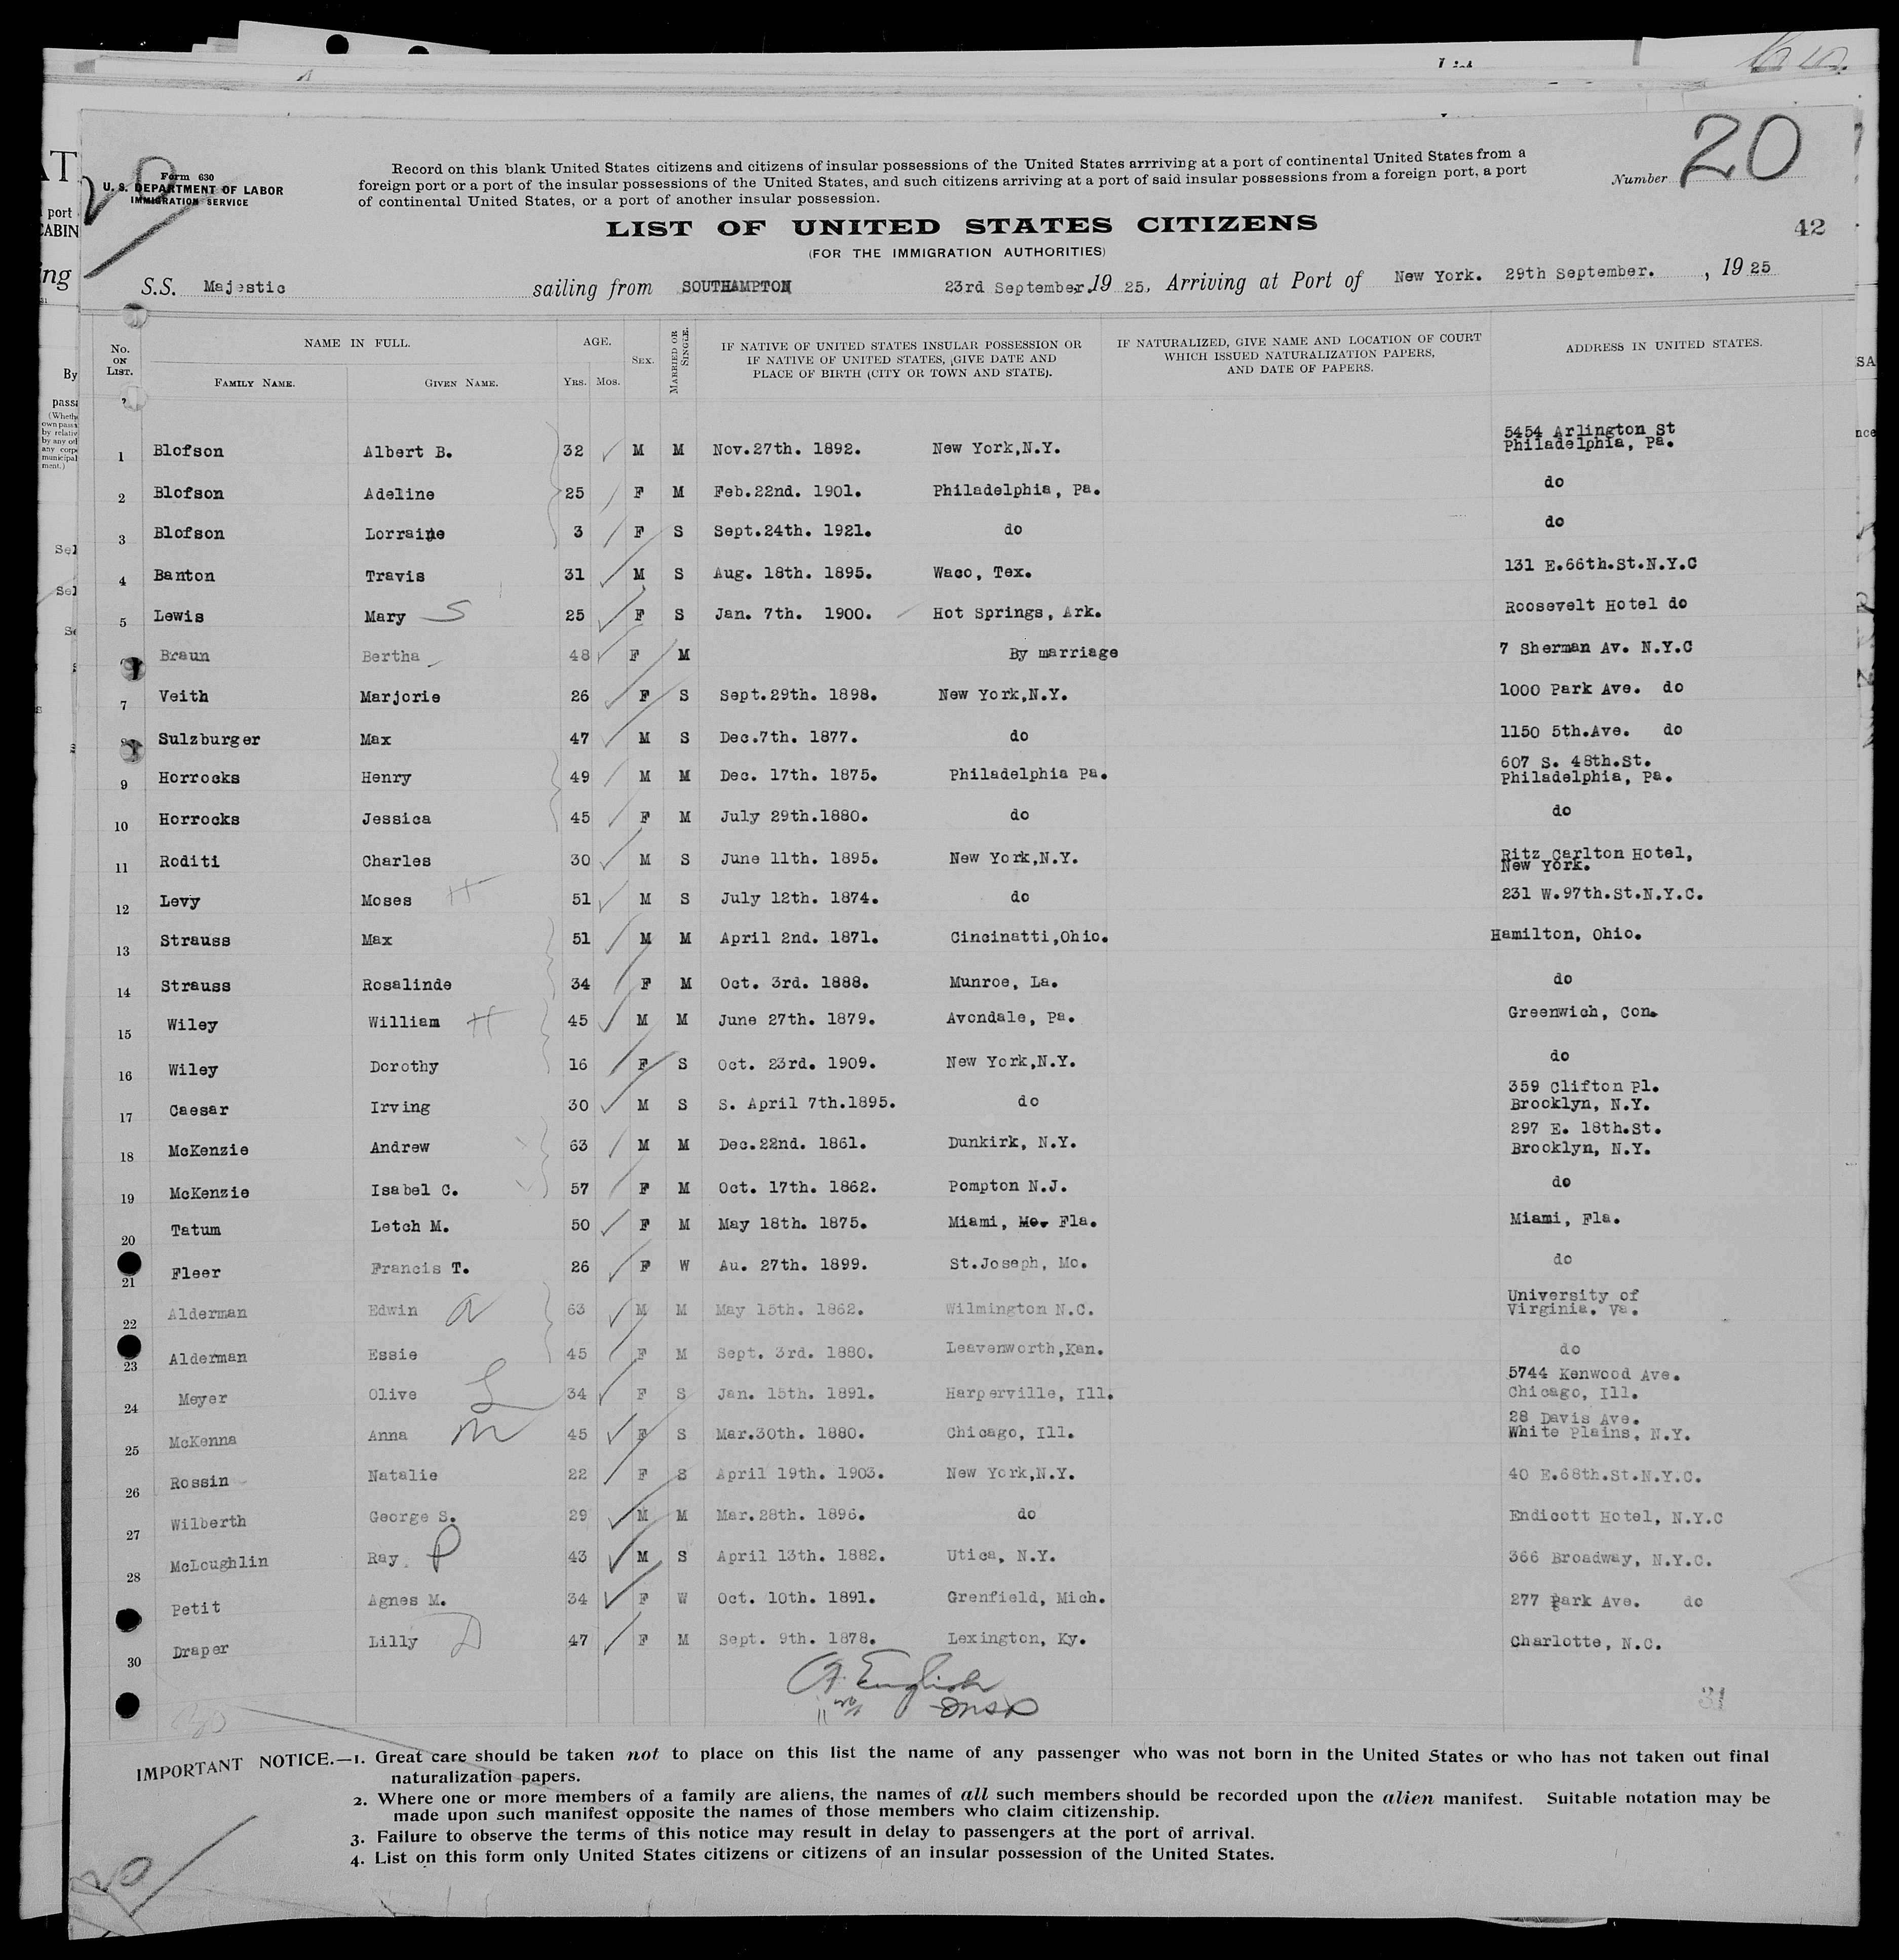 20
Form 630
U. S. DEPARTMENT OF LABOR
IMMIGRATION SERVICE
Record on this blank United States citizens and citizens of insular possessions of the United States arrriving at a port of continental United States from a
foreign port or a port of the insular possessions of the United States, and such citizens arriving at a port of said insular possessions from a foreign port, a port
of continental United States, or a port of another insular possession.
Number 20
LIST OF UNITED STATES CITIZENS
42
(FOR THE IMMIGRATION AUTHORITIES)
S.S. Majestic sailing from SOUTHAMPTON 23rd September. 19 25, Arriving at Port of New York. 29th September. , 19 25
No. ON LIST. NAME IN FULL. FAMILY NAME. GIVEN NAME. AGE. YRS. MOS. SEX. MARRIED OR SINGLE. IF NATIVE OF UNITED STATES INSULAR POSSESSION OR IF NATIVE OF UNITED STATES, GIVE DATE AND PLACE OF BIRTH (CITY OR TOWN AND STATE). IF NATURALIZED, GIVE NAME AND LOCATION OF COURT WHICH ISSUED NATURALIZATION PAPERS, AND DATE OF PAPERS. ADDRESS IN UNITED STATES.
1 Blofson Albert B. 32 M M Nov.27th. 1892. New York,N.Y. 5454 Arlington St Philadelphia, Pa.
2 Blofson Adeline 25 F M Feb.22nd. 1901. Philadelphia, Pa. do
3 Blofson Lorraine 3 F S Sept.24th. 1921. do do
4 Banton Travis 31 M S Aug. 18th. 1895. Waco, Tex. 131 E.66th.St.N.Y.C
5 Lewis Mary S 25 F S Jan. 7th. 1900. Hot Springs, Ark. Roosevelt Hotel do
Braun Bertha 48 F M By marriage 7 Sherman Av. N.Y.C
7 Veith Marjorie 26 F S Sept.29th. 1898. New York,N.Y. 1000 Park Ave. do
8 Sulzburger Max 47 M S Dec.7th. 1877. do 1150 5th.Ave. do
9 Horrocks Henry 49 M M Dec. 17th. 1875. Philadelphia Pa. 607 S. 48th.St. Philadelphia, Pa.
10 Horrocks Jessica 45 F M July 29th.1880. do do
11 Roditi Charles 30 M S June 11th. 1895. New York,N.Y. Ritz Carlton Hotel, New York.
12 Levy Moses H 51 M S July 12th. 1874. do 231 W.97th.St.N.Y.C.
13 Strauss Max 51 M M April 2nd. 1871. Cincinatti,Ohio. Hamilton, Ohio.
14 Strauss Rosalinde 34 F M Oct. 3rd. 1888. Munroe, La. do
15 Wiley William H 45 M M June 27th. 1879. Avondale, Pa. Greenwich, Con.
16 Wiley Dorothy 16 F S Oct. 23rd. 1909. New York,N.Y. do
17 Caesar Irving 30 M S S. April 7th.1895. do 359 Clifton Pl. Brooklyn, N.Y.
18 McKenzie Andrew 63 M M Dec.22nd. 1861. Dunkirk, N.Y. 297 E. 18th.St. Brooklyn, N.Y.
19 McKenzie Isabel C. 57 F M Oct. 17th. 1862. Pompton N.J. do
20 Tatum Letch M. 50 F M May 18th. 1875. Miami, Mo. Fla. Miami, Fla.
21 Fleer Francis T. 26 F W Au. 27th. 1899. St.Joseph, Mo. do
22 Alderman Edwin a 63 M M May 15th. 1862. Wilmington N.C. University of Virginia. Va.
23 Alderman Essie 45 F M Sept. 3rd. 1880. Leavenworth,Kan. do
24 Meyer Olive L 34 F S Jan. 15th. 1891. Harperville, Ill. 5744 Kenwood Ave. Chicago, Ill.
25 McKenna Anna m 45 F S Mar.30th. 1880. Chicago, Ill. 28 Davis Ave. White Plains, N.Y.
26 Rossin Natalie 22 F S April 19th. 1903. New York,N.Y. 40 E.68th.St.N.Y.C.
27 Wilberth George S. 29 M M Mar.28th. 1896. do Endicott Hotel, N.Y.C
28 McLoughlin Ray. P 43 M S April 13th. 1882. Utica, N.Y. 366 Broadway, N.Y.C.
Petit Agnes M. 34 F W Oct. 10th. 1891. Grenfield, Mich. 277 Park Ave. do
30 Draper Lilly D 47 F M Sept. 9th. 1878. Lexington, Ky. Charlotte, N.C.
A. English
Insp
31
IMPORTANT NOTICE.—1. Great care should be taken not to place on this list the name of any passenger who was not born in the United States or who has not taken out final
naturalization papers.
2. Where one or more members of a family are aliens, the names of all such members should be recorded upon the alien manifest. Suitable notation may be
made upon such manifest opposite the names of those members who claim citizenship.
3. Failure to observe the terms of this notice may result in delay to passengers at the port of arrival.
4. List on this form only United States citizens or citizens of an insular possession of the United States.
20